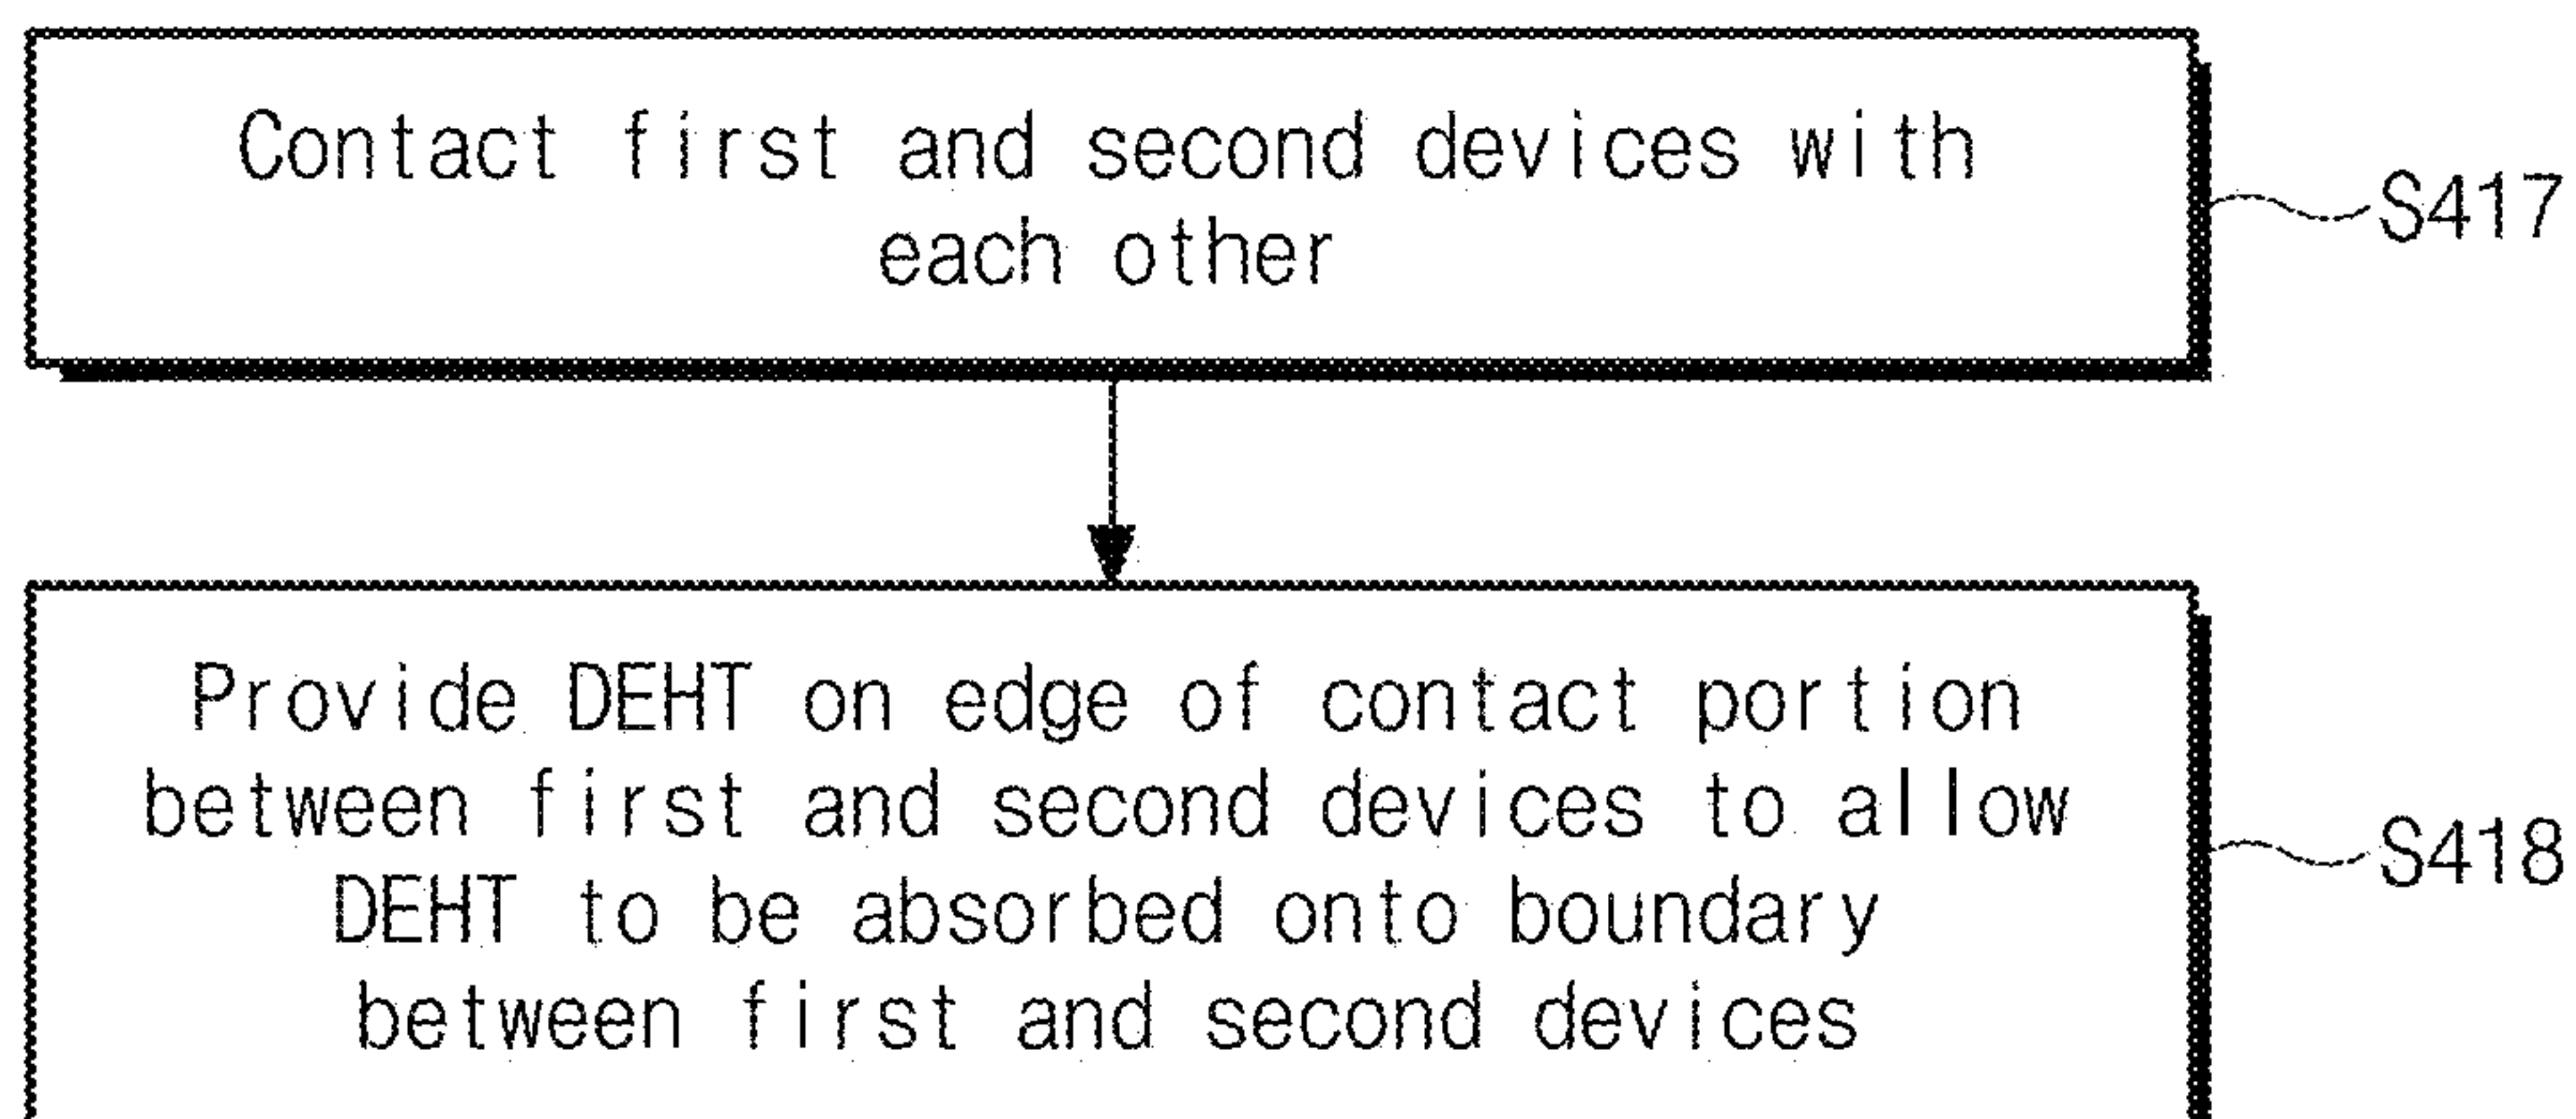 Contact first and second devices with
each other
S417
Provide DEHT on edge of contact portion
between first and second devices to allow
DEHT to be absorbed onto boundary
between first and second devices
S418